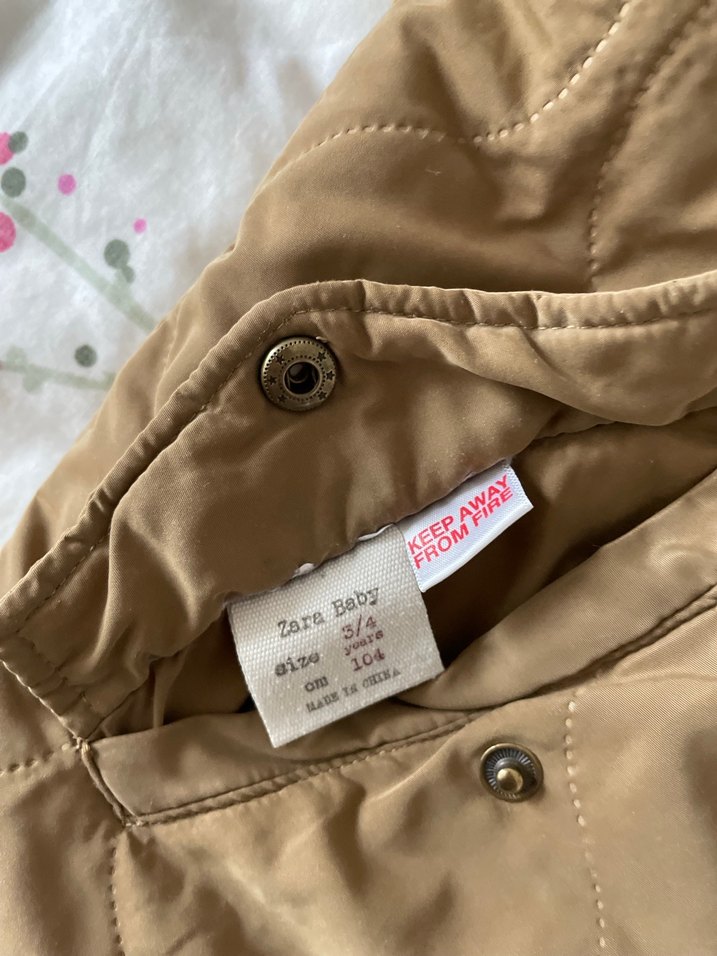 KEEP AWAY
FROM FIRE
Zara Baby
size 3/4
years
cm 104
MADE IN CHINA